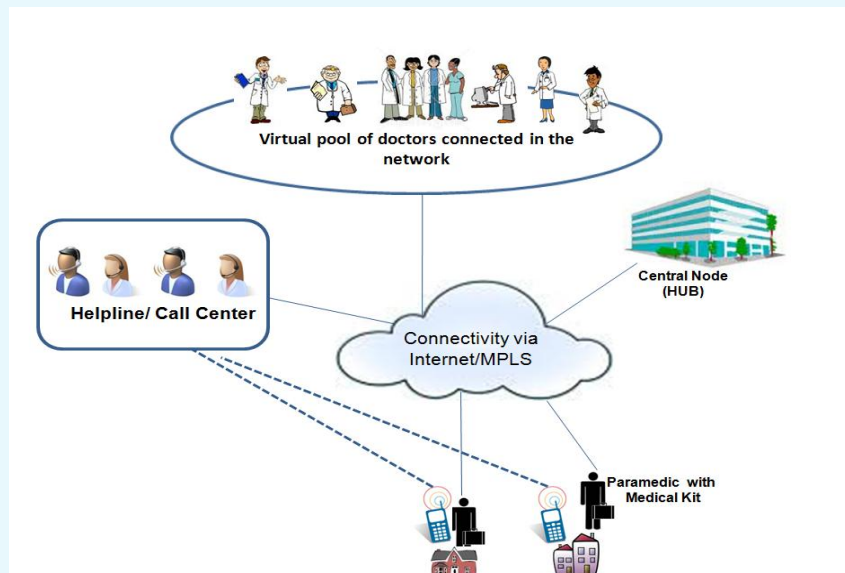 Virtual pool of doctors connected in the
network
Central Node
(HUB)
Helpline/ Call Center
Connectivity via
Internet/MPLS
Paramedic with
Medical Kit